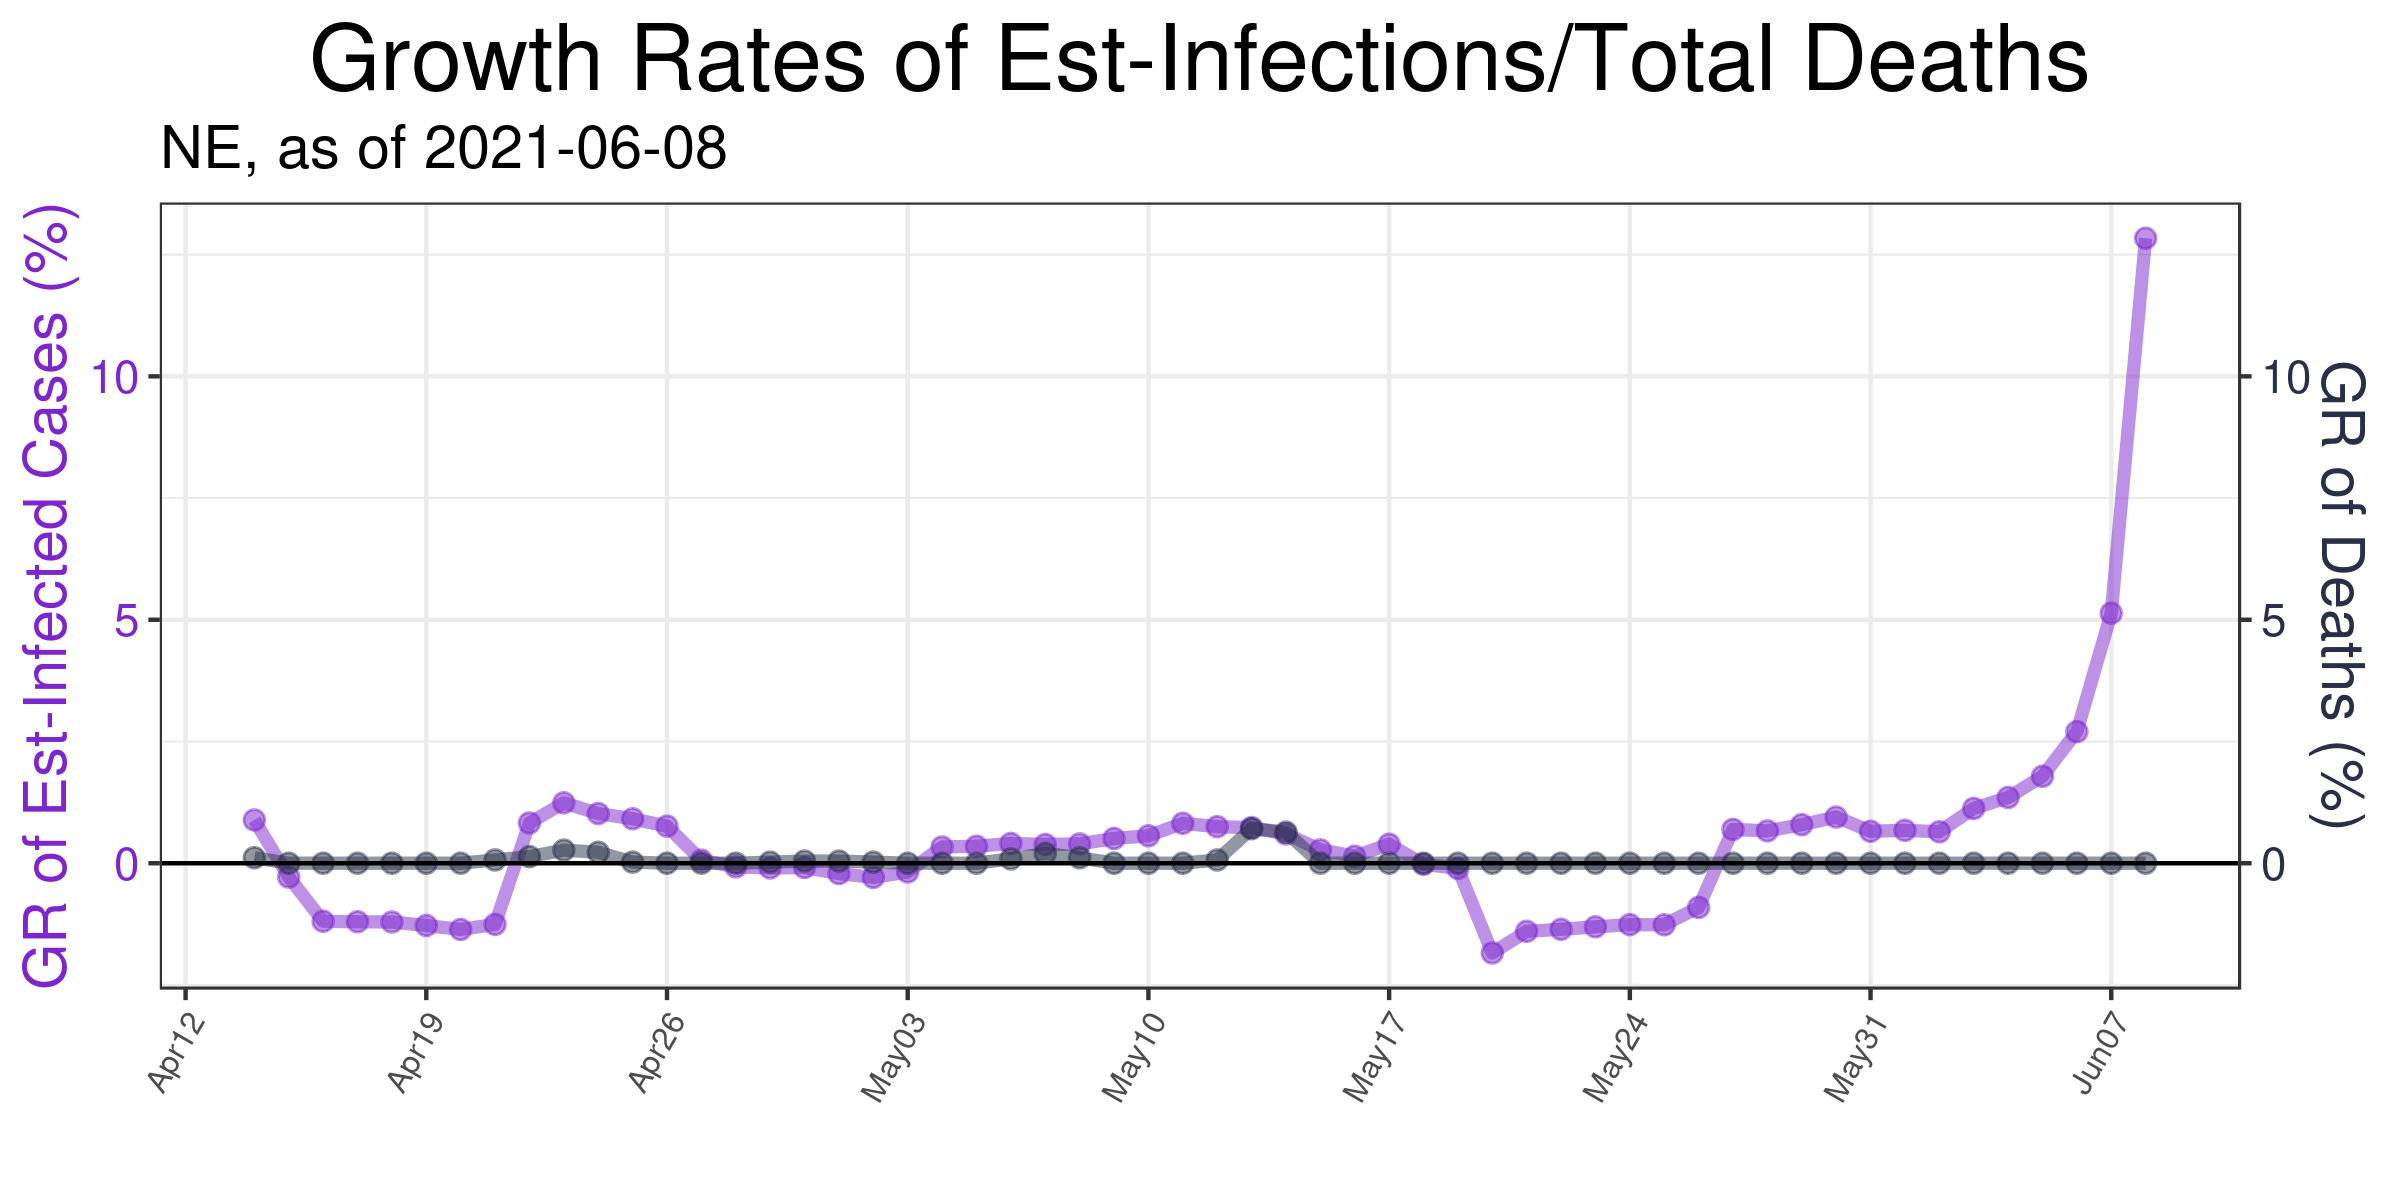 Growth Rates of Est-Infections/Total Deaths
NE, as of 2021-06-08
GR of Est-Infected Cases (%)
10
5
0
10
5
0
GR of Deaths (%)
Apr12
Apr19
Apr26
May03
May10
May17
May24
May31
Jun07